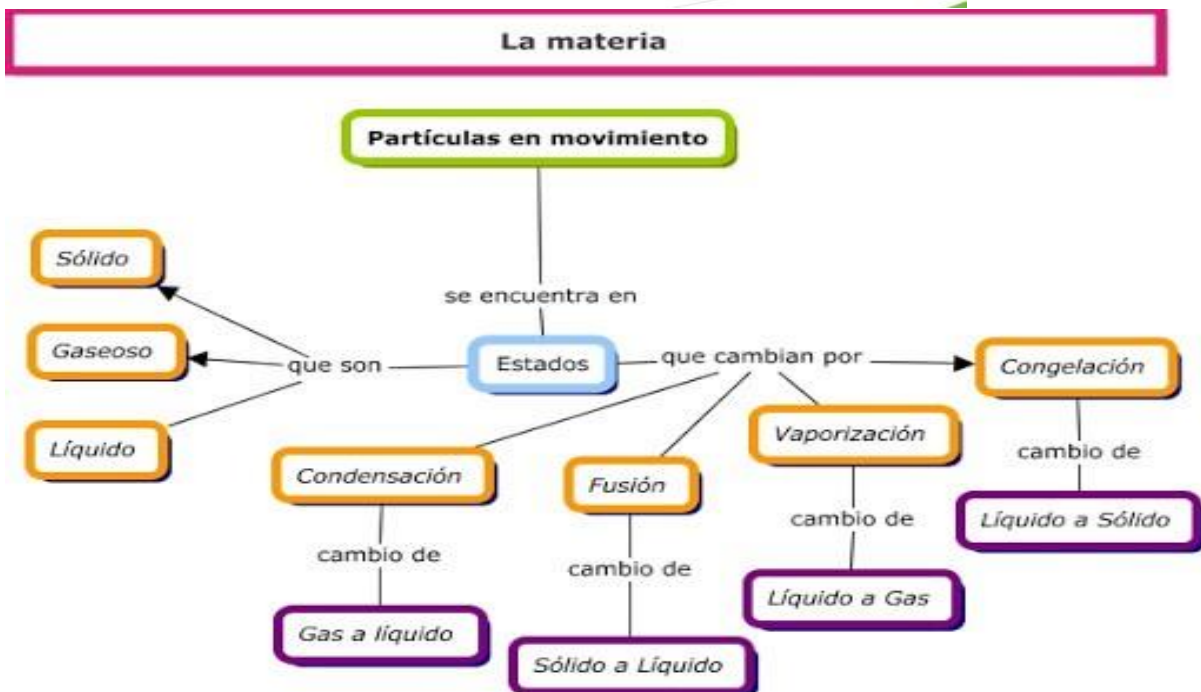 La materia
Partículas en movimiento
se encuentra en
Estados
que son
Sólido
Gaseoso
Líquido
que cambian por
Condensación
cambio de
Gas a líquido
Fusión
cambio de
Sólido a Líquido
Vaporización
cambio de
Líquido a Gas
Congelación
cambio de
Líquido a Sólido